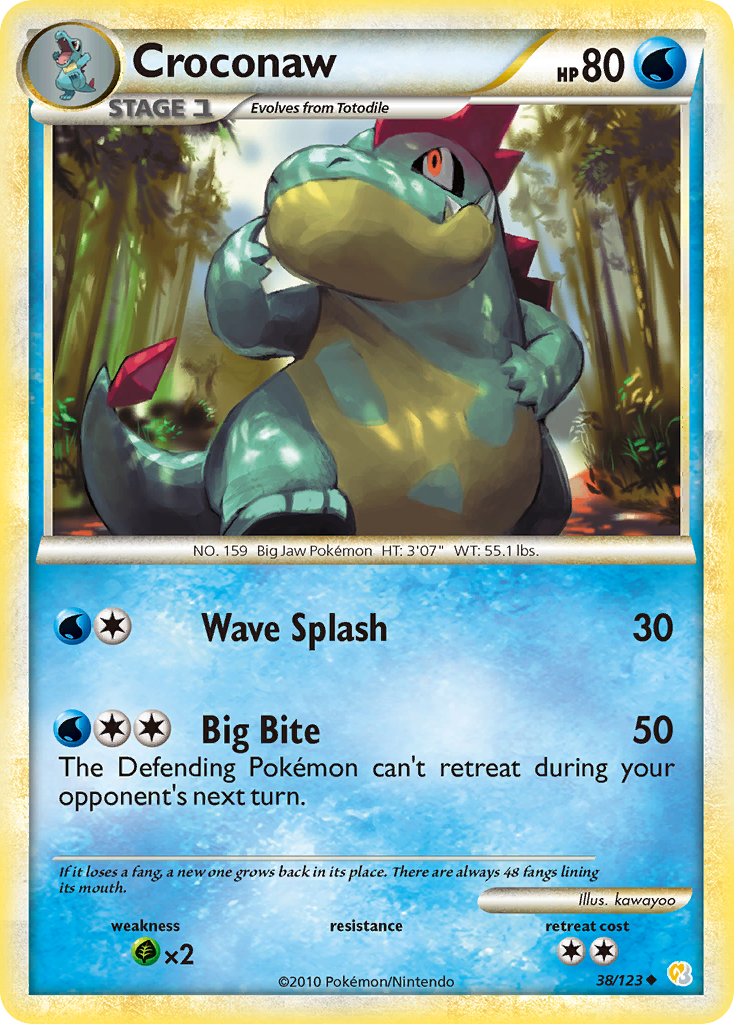 Croconaw
HP 80
STAGE 1
Evolves from Totodile
NO. 159 Big Jaw Pokémon HT: 3'07" WT: 55.1 lbs.
Wave Splash 30
Big Bite 50
The Defending Pokémon can't retreat during your
opponent's next turn.
If it loses a fang, a new one grows back in its place. There are always 48 fangs lining
its mouth.
Illus. kawayoo
weakness resistance retreat cost
×2
©2010 Pokémon/Nintendo
38/123 ◆